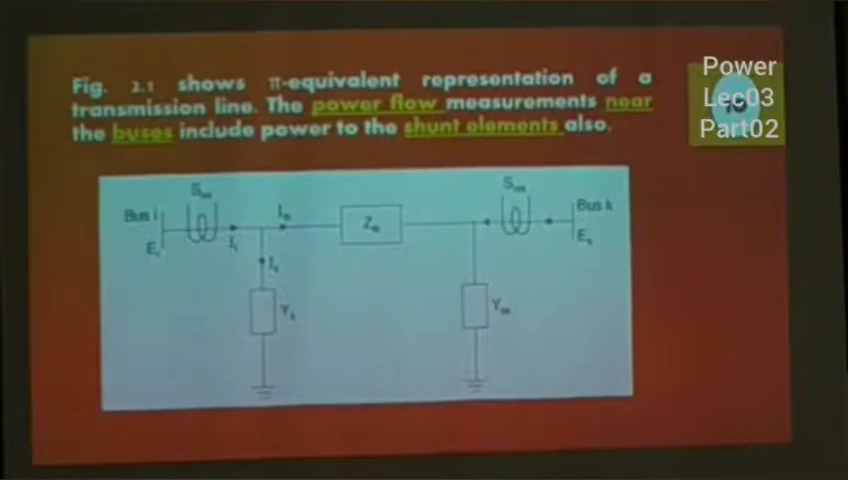 Fig. 2.1 shows π-equivalent representation of a
transmission line. The power flow measurements near
the buses include power to the shunt elements also.
Power
Lec03
Part02
Bus i
Bus k